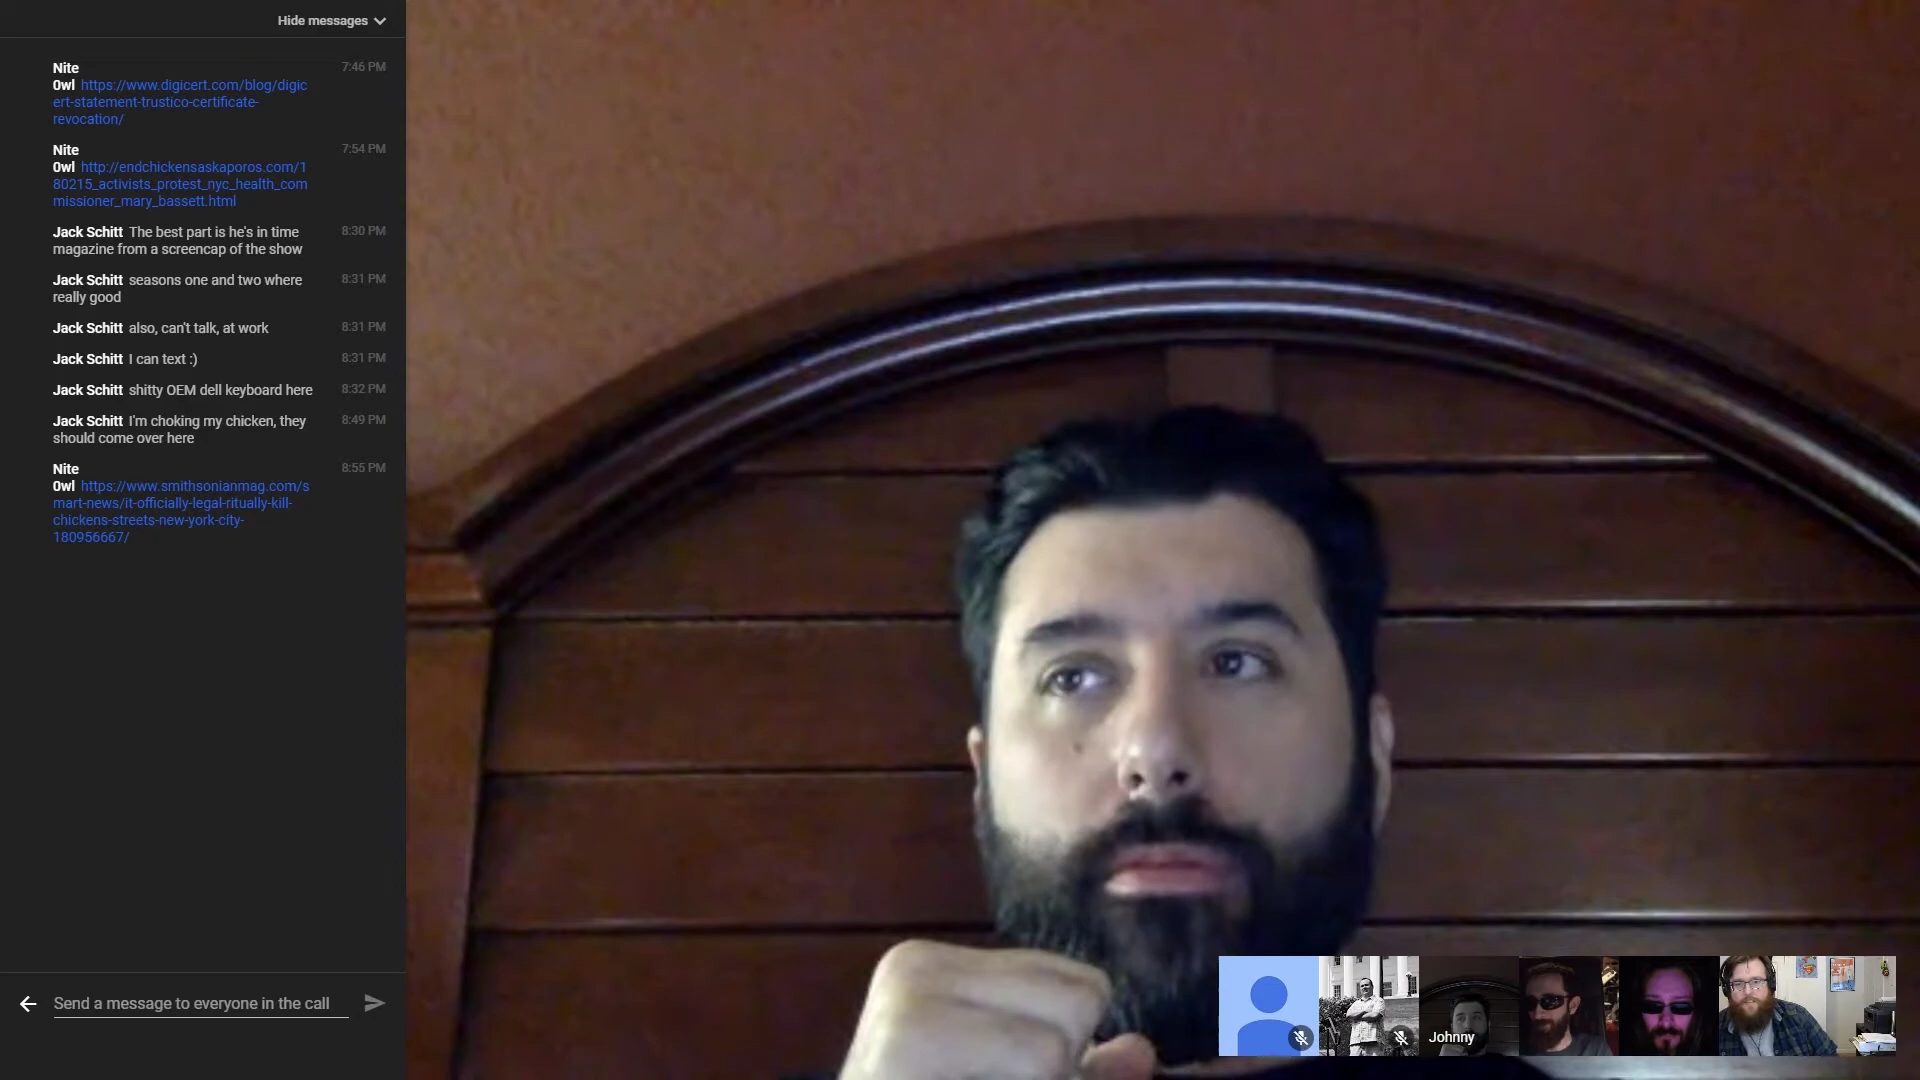 Hide messages
Nite
0wl https://www.digicert.com/blog/digic
ert-statement-trustico-certificate-
revocation/
7:46 PM
Nite
0wl http://endchickensaskaporos.com/1
80215_activists_protest_nyc_health_com
missioner_mary_bassett.html
7:54 PM
Jack Schitt The best part is he's in time
magazine from a screencap of the show
8:30 PM
Jack Schitt seasons one and two where
really good
8:31 PM
Jack Schitt also, can't talk, at work
8:31 PM
Jack Schitt I can text :)
8:31 PM
Jack Schitt shitty OEM dell keyboard here
8:32 PM
Jack Schitt I'm choking my chicken, they
should come over here
8:49 PM
Nite
0wl https://www.smithsonianmag.com/s
mart-news/it-officially-legal-ritually-kill-
chickens-streets-new-york-city-
180956667/
8:55 PM
Send a message to everyone in the call
Johnny